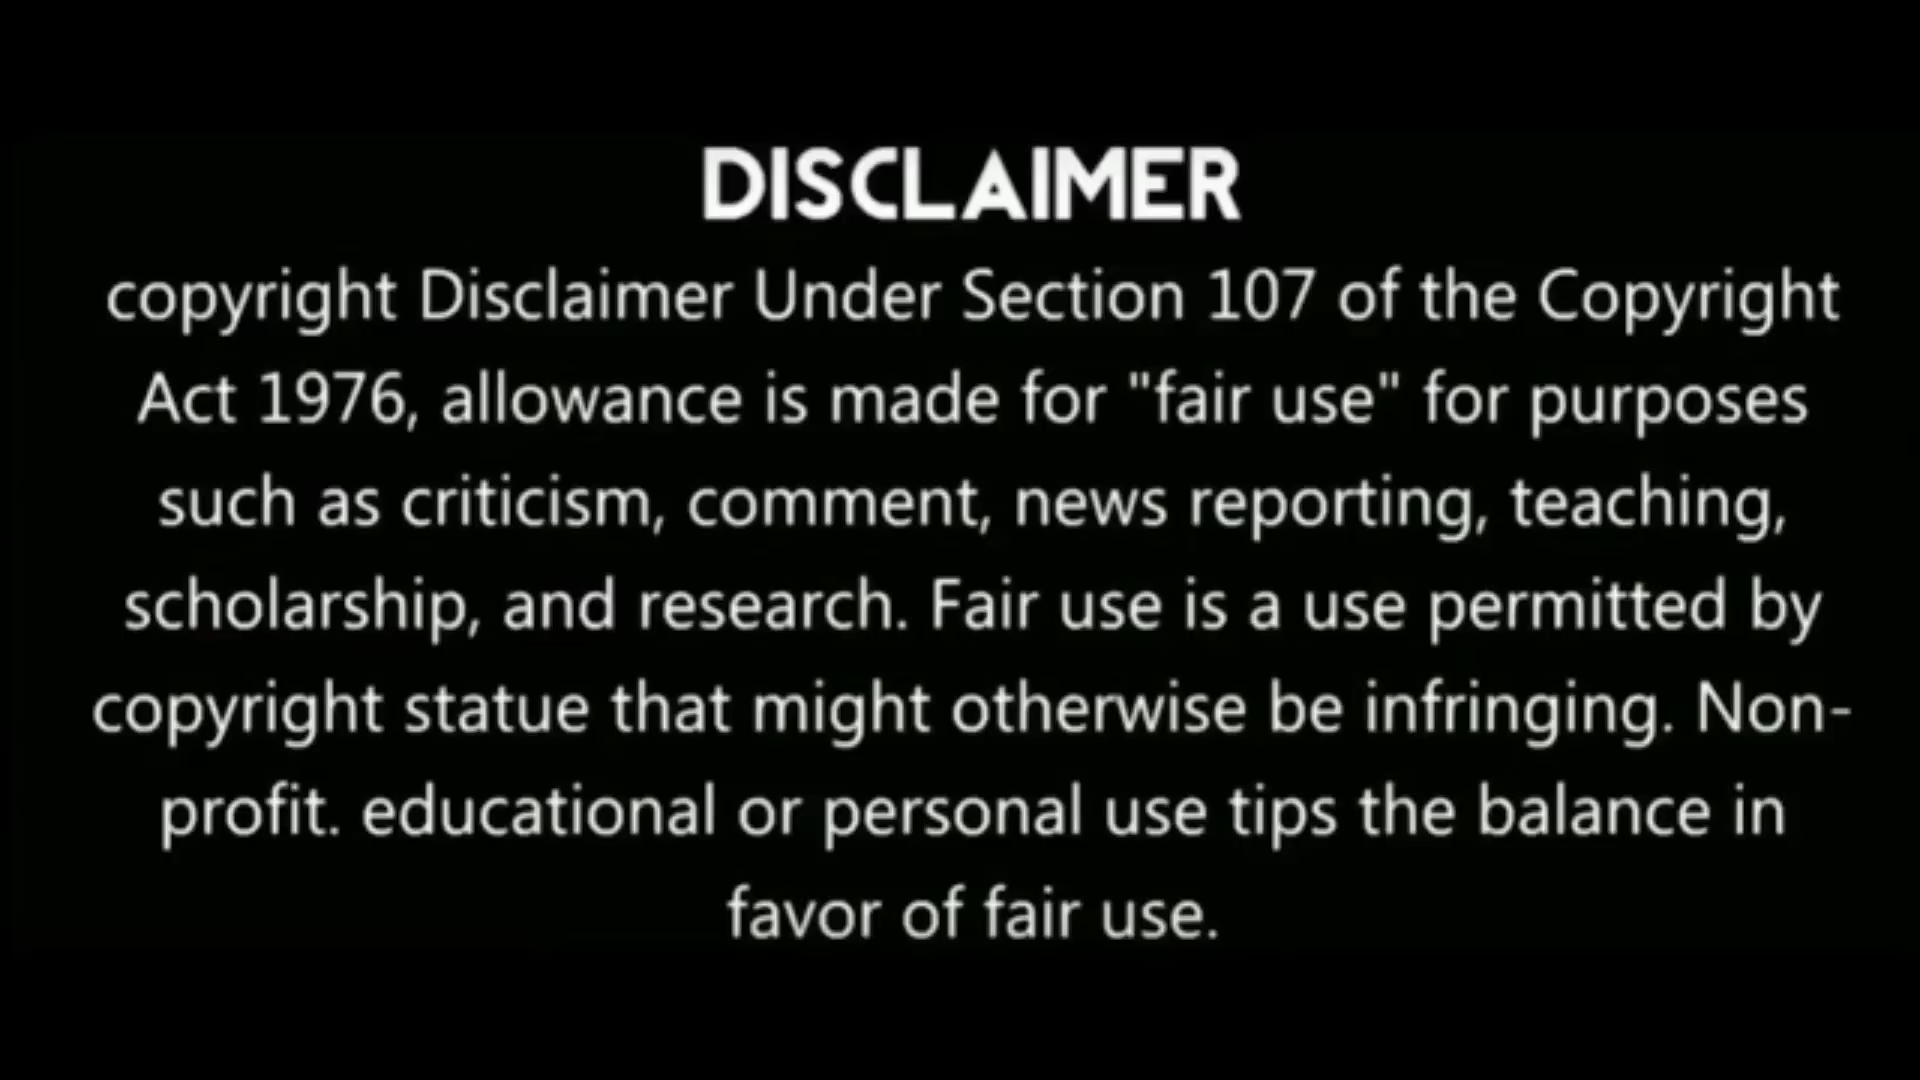 DISCLAIMER
copyright Disclaimer Under Section 107 of the Copyright
Act 1976, allowance is made for "fair use" for purposes
such as criticism, comment, news reporting, teaching,
scholarship, and research. Fair use is a use permitted by
copyright statue that might otherwise be infringing. Non-
profit. educational or personal use tips the balance in
favor of fair use.